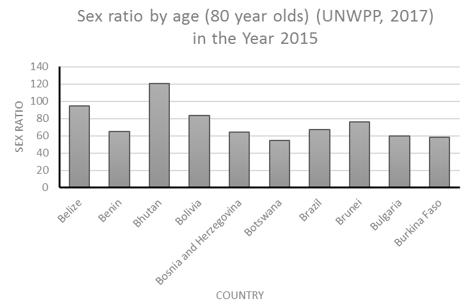 Sex ratio by age (80 year olds) (UNWPP, 2017)
in the Year 2015
140
120
100
80
60
40
20
0
SEX RATIO
Belize
Benin
Bhutan
Bolivia
Bosnia and Herzegovina
Botswana
Brazil
Brunei
Bulgaria
Burkina Faso
COUNTRY